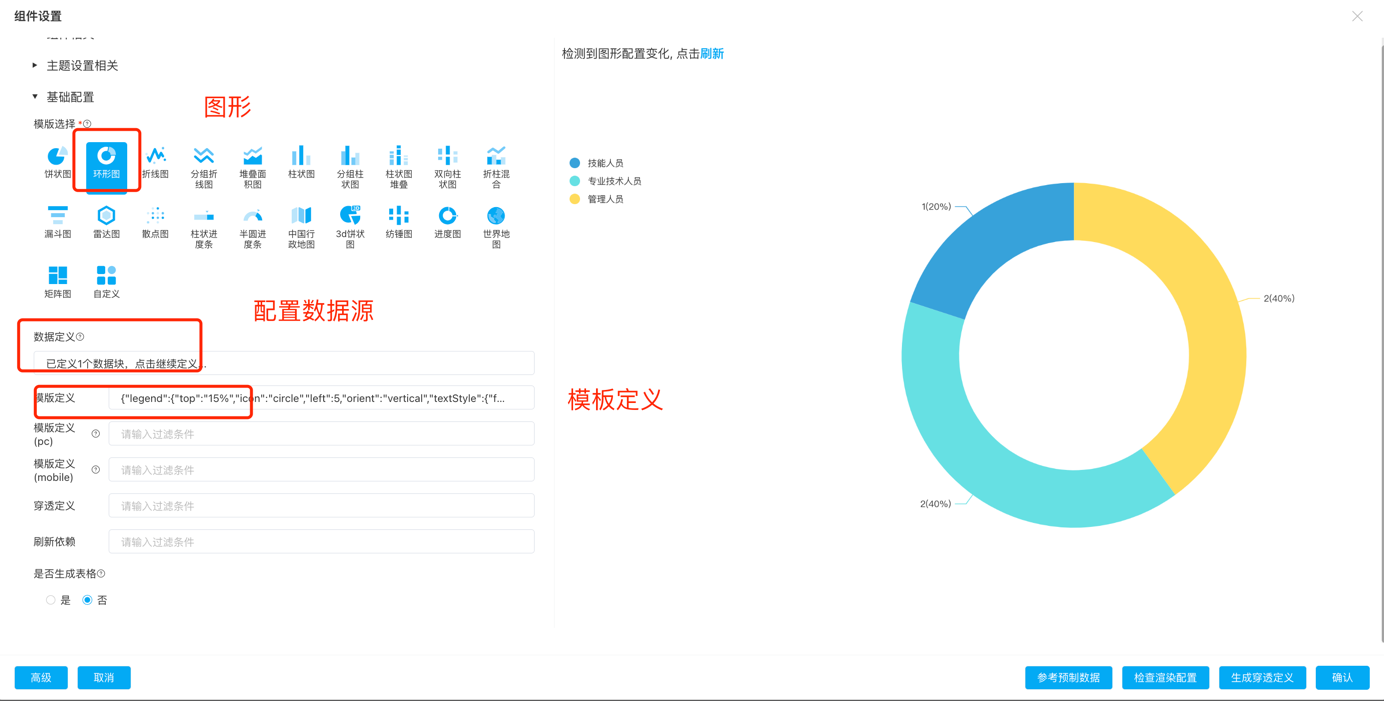 组件设置
主题设置相关
基础配置
图形
模版选择 *
饼状图
环形图
折线图
分组折线图
堆叠面积图
柱状图
分组柱状图
柱状图堆叠
双向柱状图
折柱混合
漏斗图
雷达图
散点图
柱状进度条
半圆进度条
中国行政地图
3d饼状图
纺锤图
进度图
世界地图
矩阵图
自定义
配置数据源
数据定义
已定义1个数据块，点击继续定义...
模版定义
{"legend":{"top":"15%","icon":"circle","left":5,"orient":"vertical","textStyle":{"f...
模板定义
模版定义
(pc)
请输入过滤条件
模版定义
(mobile)
请输入过滤条件
穿透定义
请输入过滤条件
刷新依赖
请输入过滤条件
是否生成表格
是 否
检测到图形配置变化, 点击刷新
技能人员
专业技术人员
管理人员
1(20%)
2(40%)
2(40%)
高级
取消
参考预制数据
检查渲染配置
生成穿透定义
确认